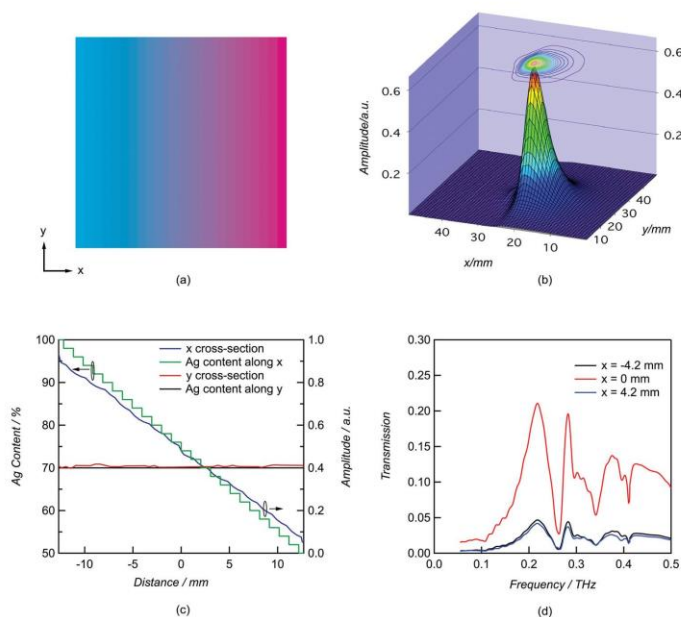 y
x
(a)
Amplitude/a.u.
0.6
0.4
0.2
0.6
0.4
0.2
40
30
20
10
x/mm
40
30
20
10
y/mm
(b)
100
90
80
70
60
50
Ag Content / %
x cross-section
Ag content along x
y cross-section
Ag content along y
1.0
0.8
0.6
0.4
0.2
0.0
Amplitude / a.u.
-10 -5 0 5 10
Distance / mm
(c)
0.30
0.25
0.20
0.15
0.10
0.05
0.00
Transmission
x = -4.2 mm
x = 0 mm
x = 4.2 mm
0.0 0.1 0.2 0.3 0.4 0.5
Frequency / THz
(d)